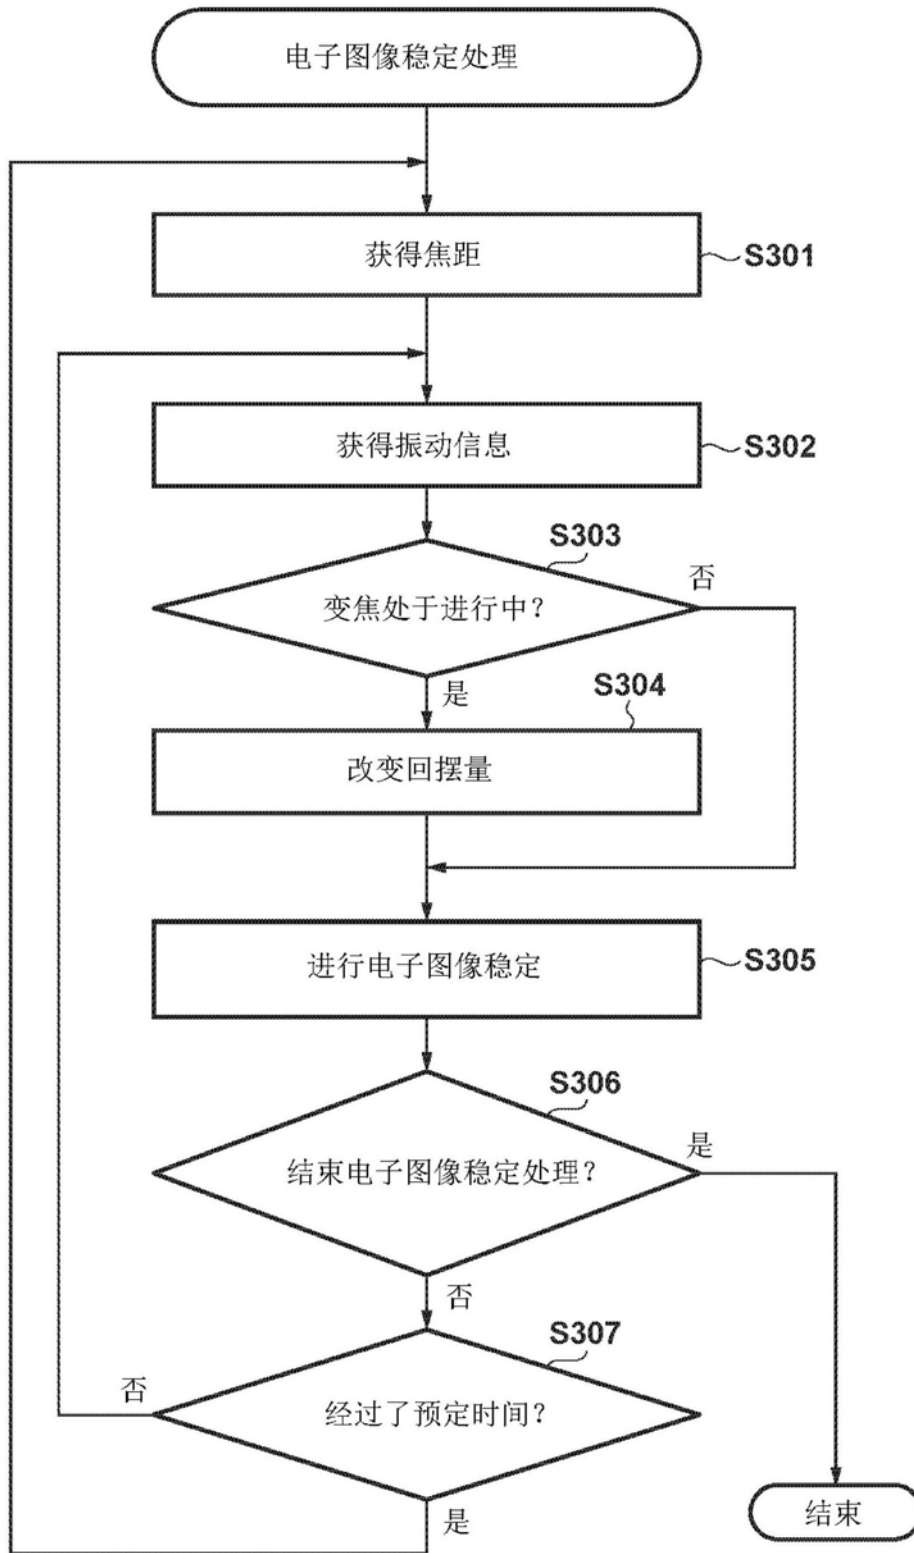 电子图像稳定处理
获得焦距
S301
获得振动信息
S302
S303
变焦处于进行中?
否
是
S304
改变回摆量
进行电子图像稳定
S305
S306
结束电子图像稳定处理?
是
否
S307
否
经过了预定时间?
是
结束